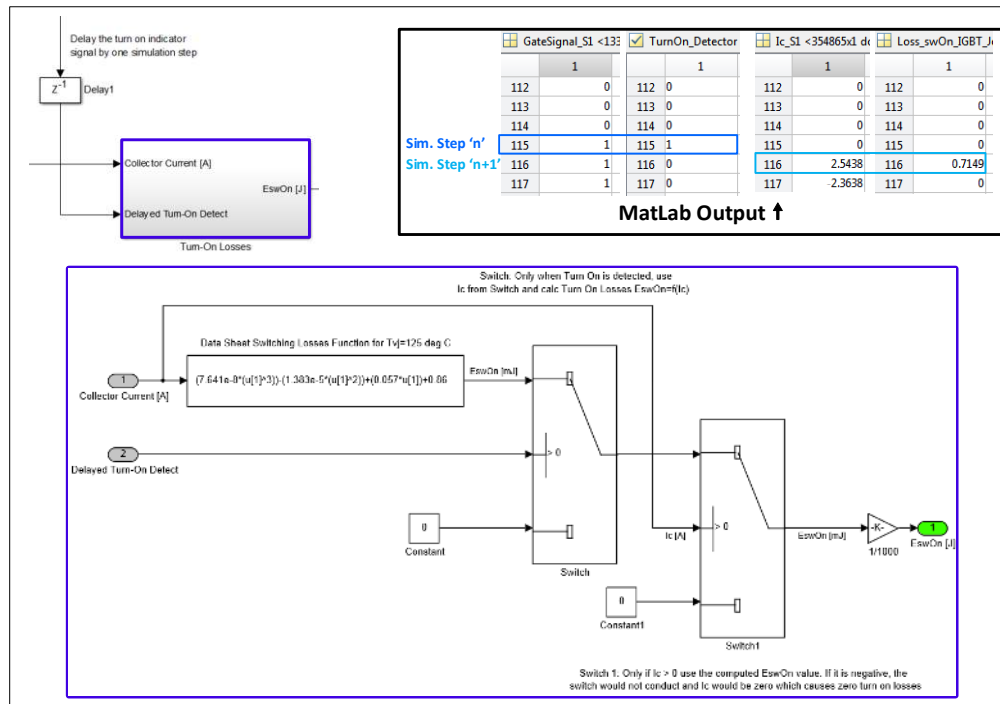 Delay the turn on indicator
signal by one simulation step
Z-1
Delay1
Collector Current [A]
EswOn [J]
Delayed Turn-On Detect
Turn-On Losses
GateSignal_S1 <133 TurnOn_Detector Ic_S1 <354865x1 do Loss_swOn_IGBT_Jo
1 1 1 1
112 0 112 0 112 0 112 0
113 0 113 0 113 0 113 0
114 0 114 0 114 0 114 0
Sim. Step ‘n’ 115 1 115 1 115 0 115 0
Sim. Step ‘n+1’ 116 1 116 0 116 2.5438 116 0.7149
117 1 117 0 117 -2.3638 117 0
MatLab Output ↑
Switch: Only when Turn On is detected, use
Ic from Switch and calc Turn On Losses EswOn=f(Ic)
Data Sheet Switching Losses Function for Tvj=125 deg C
(7.641e-8*(u[1]^3))-(1.383e-5*(u[1]^2))+(0.057*u[1])+0.86
EswOn [mJ]
1
Collector Current [A]
2
Delayed Turn-On Detect
> 0
0
Constant
Switch
Ic [A]
> 0
EswOn [mJ]
-K-
1/1000
1
EswOn [J]
0
Constant1
Switch1
Switch 1: Only if Ic > 0 use the computed EswOn value. If it is negative, the
switch would not conduct and Ic would be zero which causes zero turn on losses